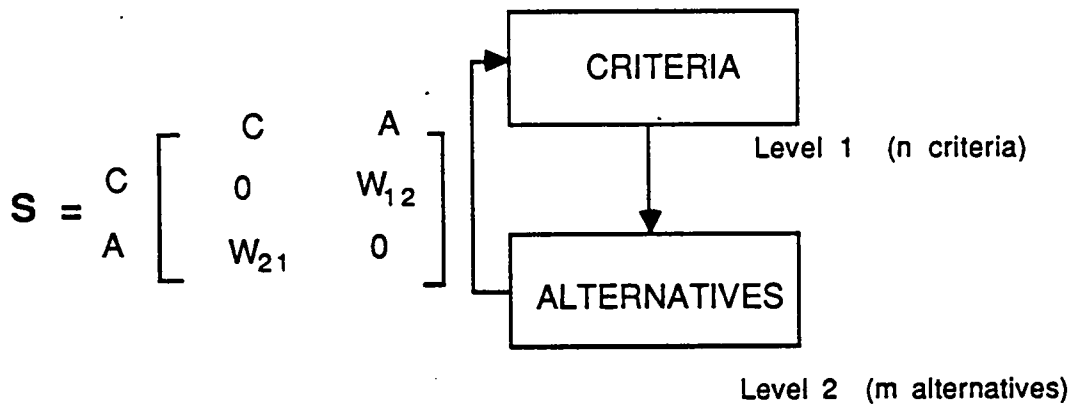 CRITERIA
Level 1 (n criteria)
C A
S = C 0 W12
A W21 0
ALTERNATIVES
Level 2 (m alternatives)